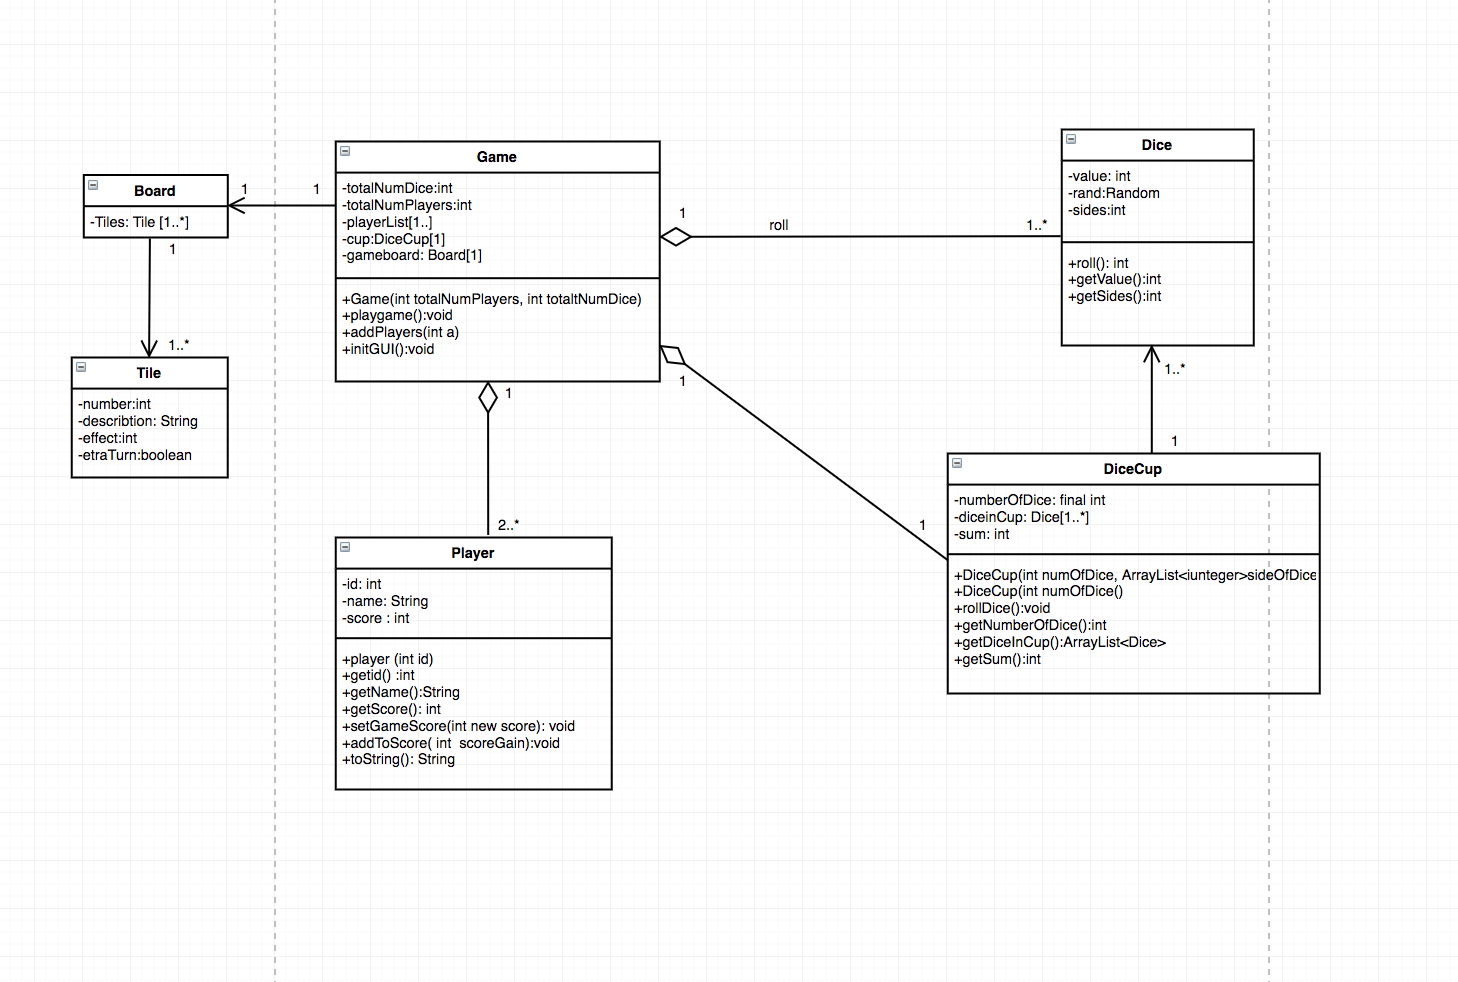 Board
-Tiles: Tile [1..*]
1
1
1
1..*
Tile
-number:int
-describtion: String
-effect:int
-etraTurn:boolean
Game
-totalNumDice:int
-totalNumPlayers:int
-playerList[1..]
-cup:DiceCup[1]
-gameboard: Board[1]
+Game(int totalNumPlayers, int totaltNumDice)
+playgame():void
+addPlayers(int a)
+initGUI():void
1
roll
1..*
1
1
1
2..*
Player
-id: int
-name: String
-score : int
+player (int id)
+getid() :int
+getName():String
+getScore(): int
+setGameScore(int new score): void
+addToScore( int scoreGain):void
+toString(): String
Dice
-value: int
-rand:Random
-sides:int
+roll(): int
+getValue():int
+getSides():int
1..*
1
DiceCup
-numberOfDice: final int
-diceinCup: Dice[1..*]
-sum: int
+DiceCup(int numOfDice, ArrayList<iunteger>sideOfDice
+DiceCup(int numOfDice()
+rollDice():void
+getNumberOfDice():int
+getDiceInCup():ArrayList<Dice>
+getSum():int